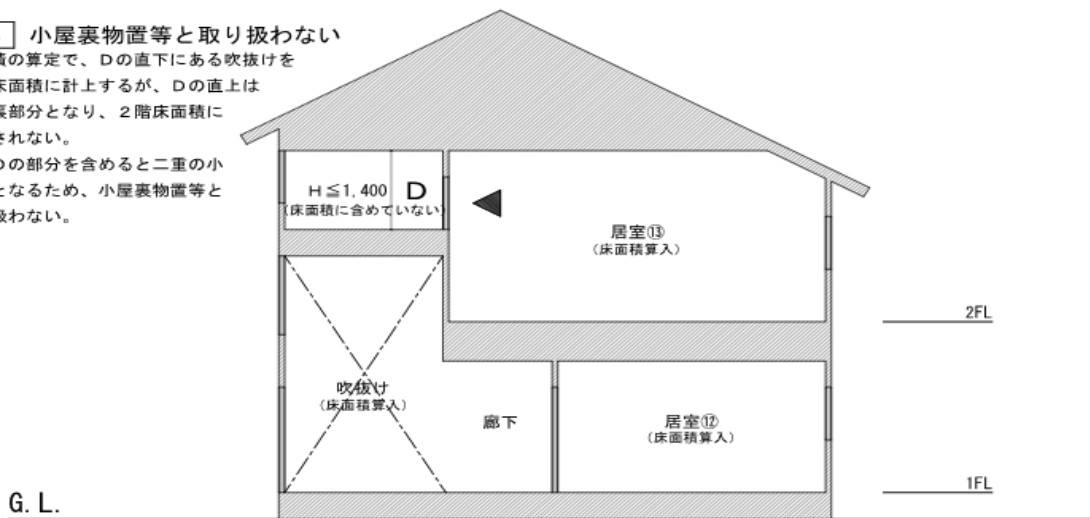 小屋裏物置等と取り扱わない
の算定で、Dの直下にある吹抜けを
床面積に計上するが、Dの直上は
裏部分となり、2階床面積に
されない。
の部分を含めると二重の小
となるため、小屋裏物置等と
扱わない。
H≦1,400
D
(床面積に含めていない)
居室⑬
(床面積算入)
2FL
吹抜け
(床面積算入)
廊下
居室⑫
(床面積算入)
1FL
G.L.